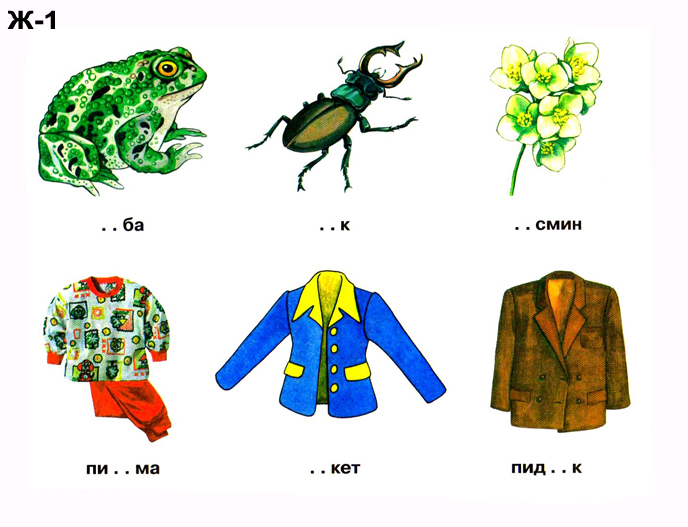 Ж-1
. . ба . . к . . смин
пи . . ма . . кет пид . . к